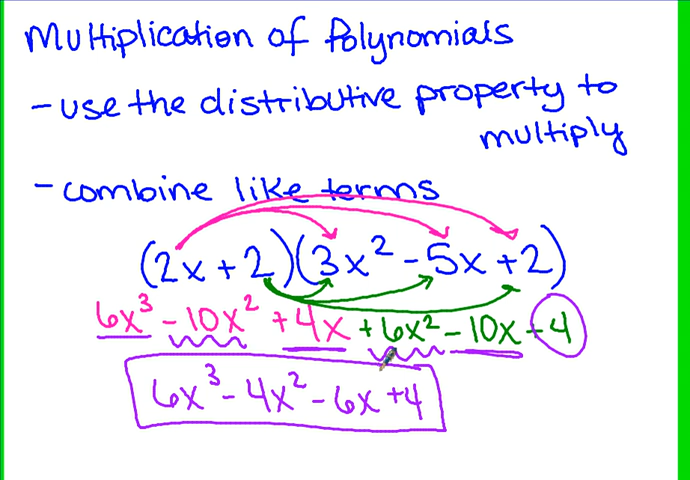 Multiplication of Polynomials
- use the distributive property to
multiply
- combine like terms
(2x + 2)(3x² - 5x + 2)
6x³ - 10x² + 4x + 6x² - 10x + 4
6x³ - 4x² - 6x + 4